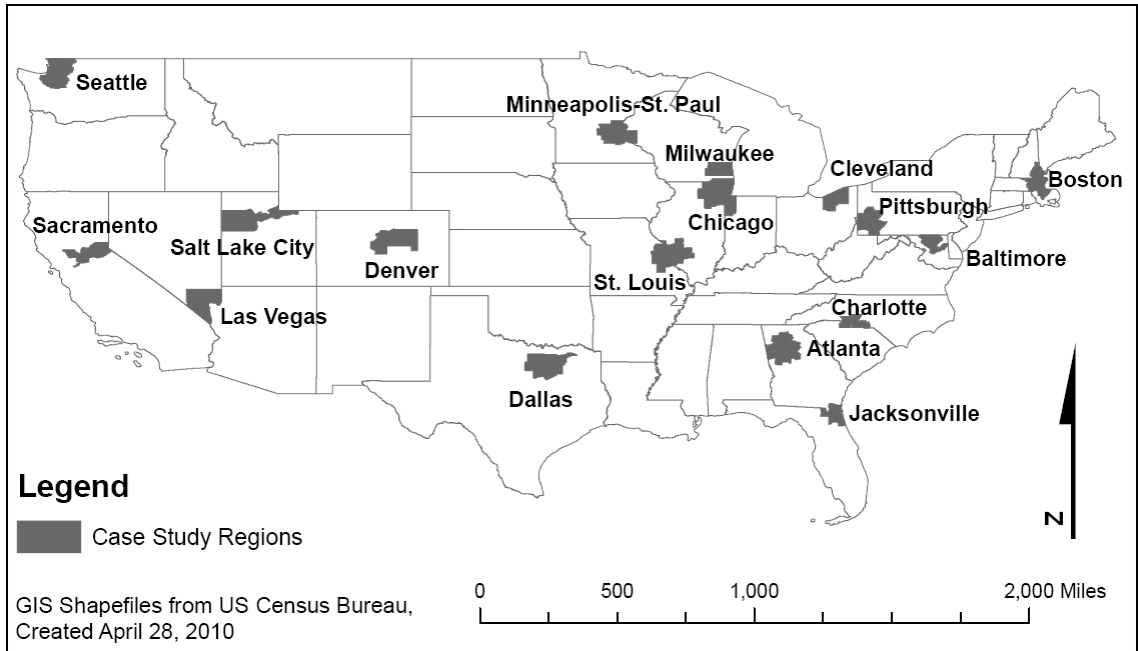 Seattle
Minneapolis-St. Paul
Milwaukee
Cleveland
Boston
Sacramento
Salt Lake City
Chicago
Pittsburgh
Denver
St. Louis
Baltimore
Las Vegas
Charlotte
Atlanta
Dallas
Jacksonville
Legend
Case Study Regions
N
0 500 1,000 2,000 Miles
GIS Shapefiles from US Census Bureau,
Created April 28, 2010